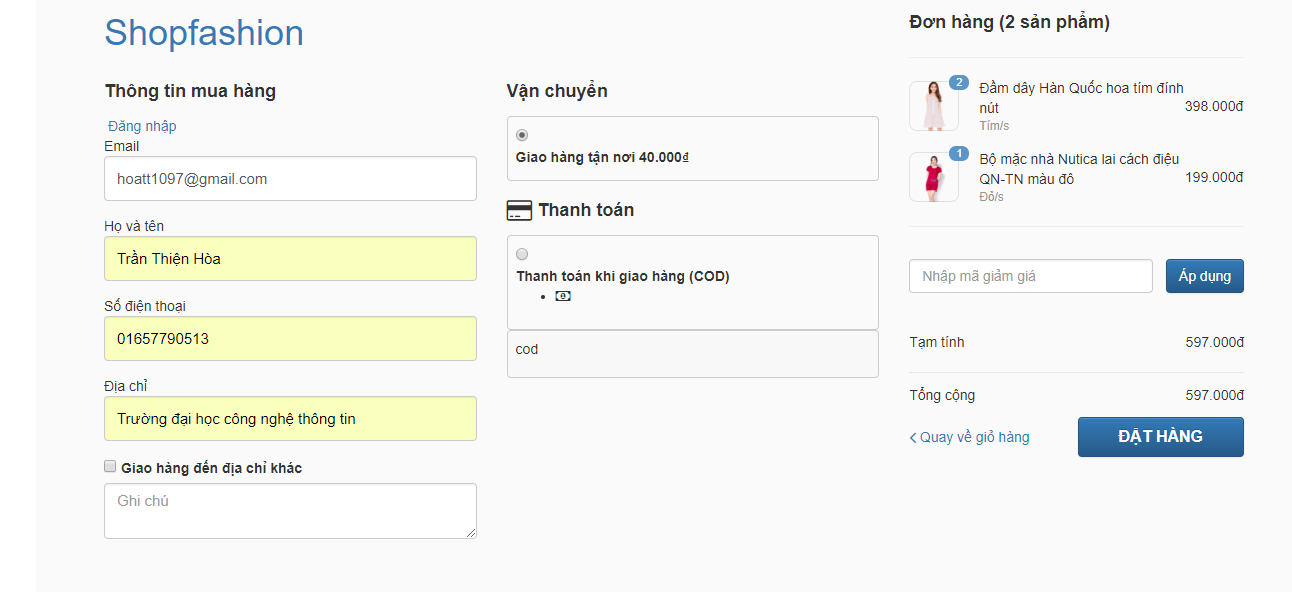 Shopfashion
Thông tin mua hàng
Đăng nhập
Email
hoatt1097@gmail.com
Họ và tên
Trần Thiện Hòa
Số điện thoại
01657790513
Địa chỉ
Trường đại học công nghệ thông tin
Giao hàng đến địa chỉ khác
Ghi chú
Vận chuyển
Giao hàng tận nơi 40.000₫
Thanh toán
Thanh toán khi giao hàng (COD)
cod
Đơn hàng (2 sản phẩm)
2
Đầm dây Hàn Quốc hoa tím đính
nút
398.000đ
Tím/s
1
Bộ mặc nhà Nutica lai cách điệu
QN-TN màu đô
199.000đ
Đỏ/s
Nhập mã giảm giá
Áp dụng
Tạm tính 597.000đ
Tổng cộng 597.000đ
Quay về giỏ hàng
ĐẶT HÀNG